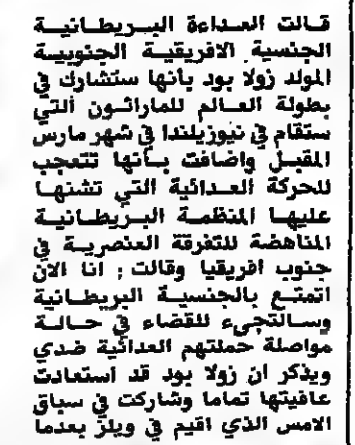 قالت العداءة البريطانية
الجنسية الافريقية الجنوبية
المولد زولا بود بأنها ستشارك في
بطولة العالم للماراثون التي
ستقام في نيوزيلندا في شهر مارس
المقبل واضافت بأنها تتعجب
للحركة العدائية التي تشنها
عليها المنظمة البريطانية
المناهضة للتفرقة العنصرية في
جنوب افريقيا وقالت : انا الان
اتمتع بالجنسية البريطانية
وسالتجىء للقضاء في حالة
مواصلة حملتهم العدائية ضدي
ويذكر ان زولا بود قد استعادت
عافيتها تماما وشاركت في سباق
الامس الذي اقيم في ويلز بعدما